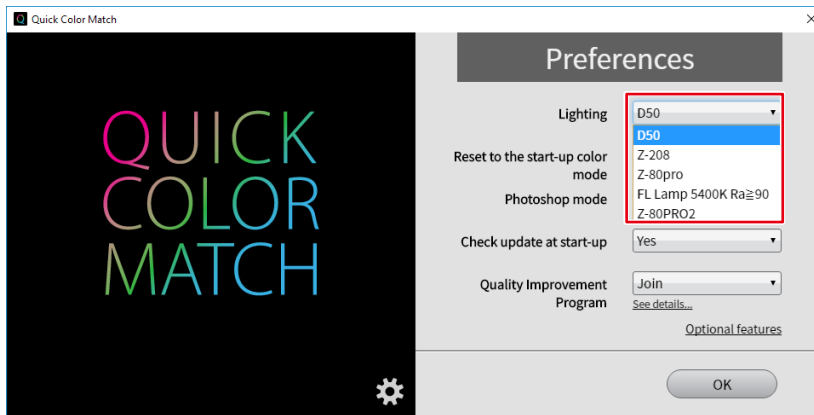 Quick Color Match
QUICK
COLOR
MATCH
Preferences
Lighting
D50
D50
Z-208
Z-80pro
FL Lamp 5400K Ra≧90
Z-80PRO2
Reset to the start-up color
mode
Photoshop mode
Check update at start-up
Yes
Quality Improvement
Program
Join
See details...
Optional features
OK